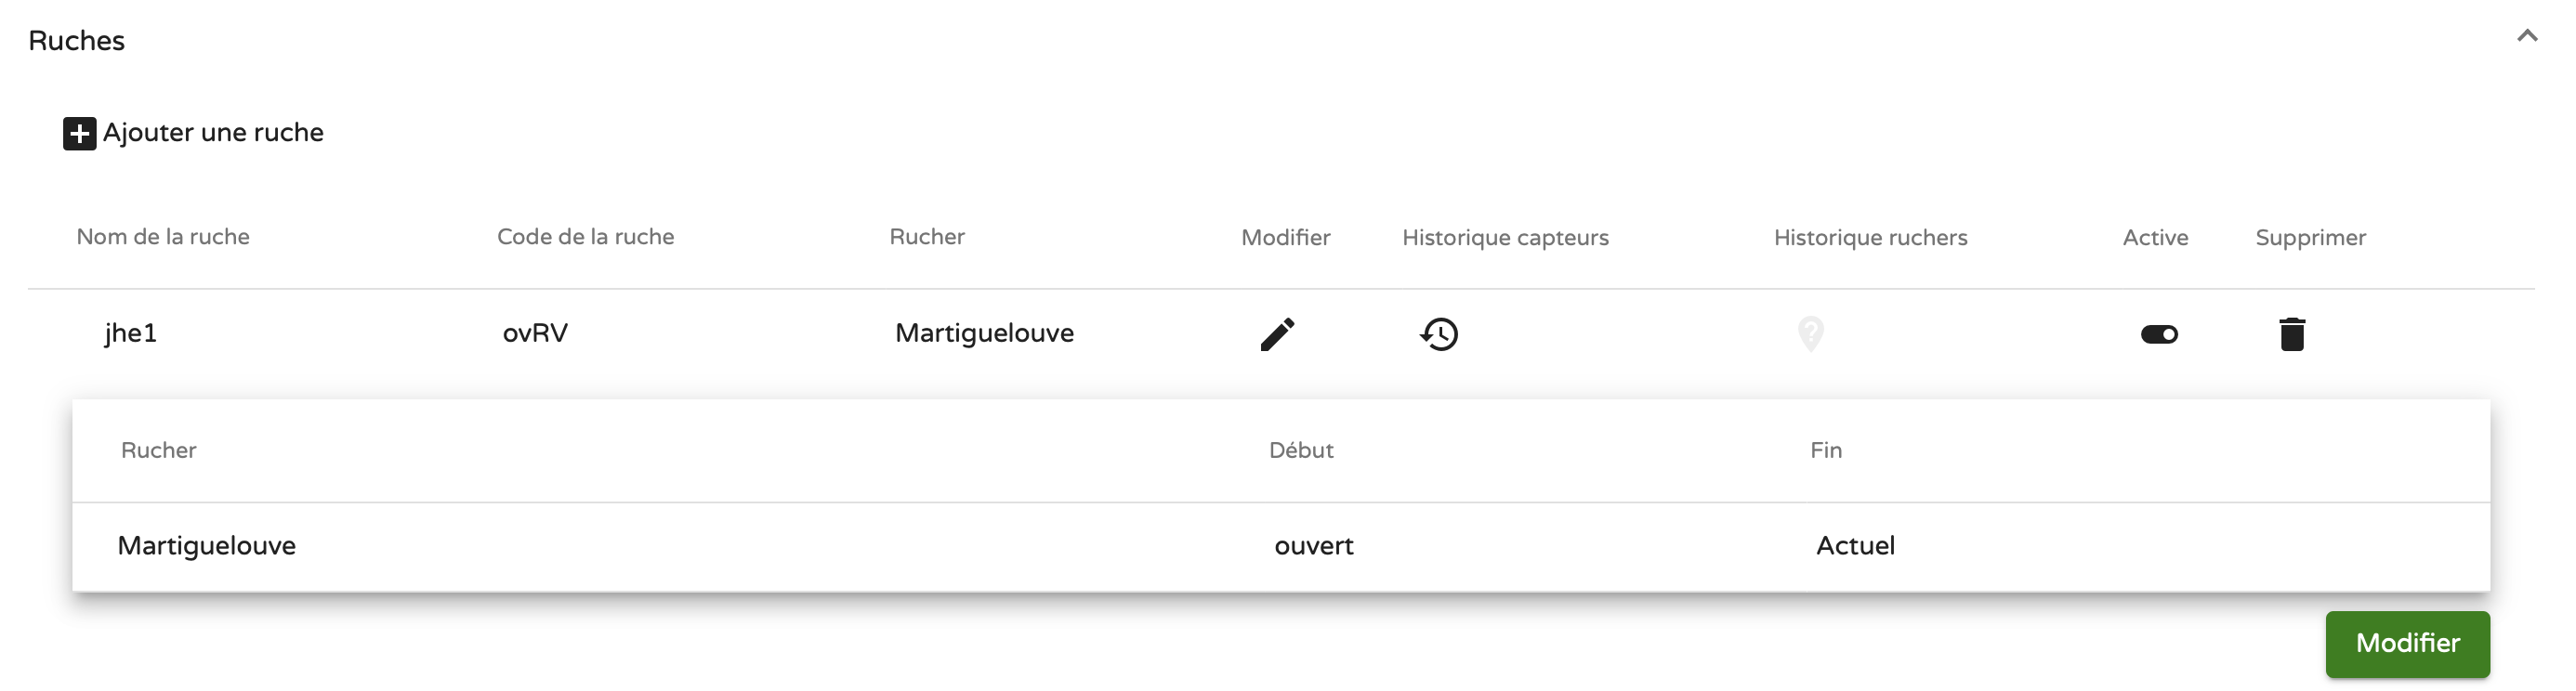 Ruches
Ajouter une ruche
Nom de la ruche Code de la ruche Rucher Modifier Historique capteurs Historique ruchers Active Supprimer
jhe1 ovRV Martiguelouve
Rucher Début Fin
Martiguelouve ouvert Actuel
Modifier